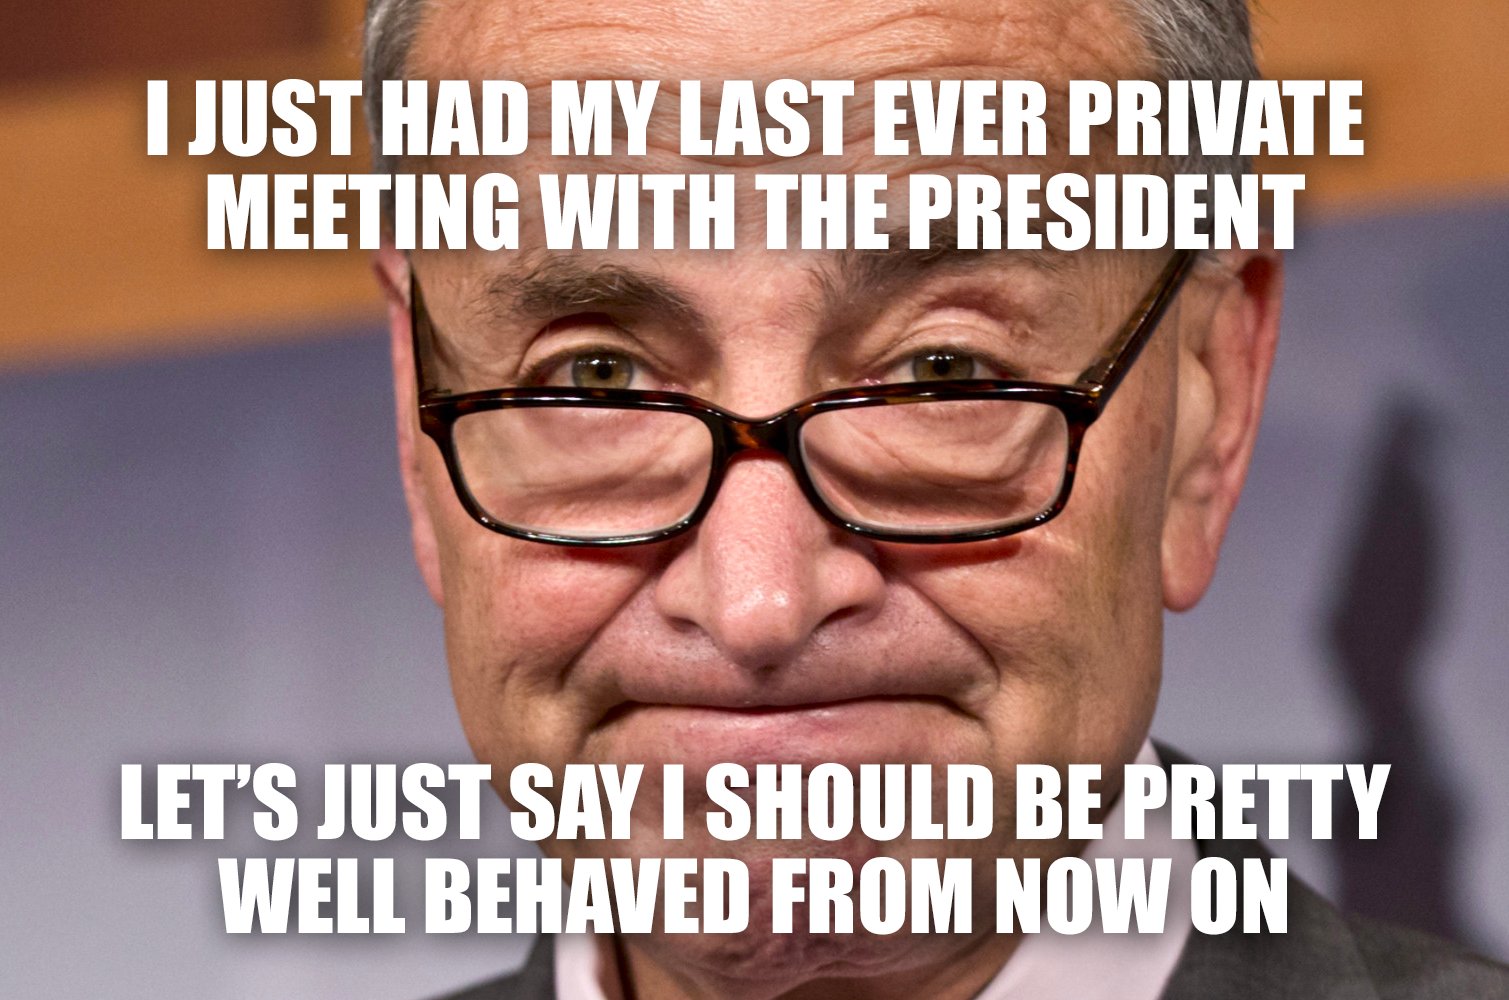 I JUST HAD MY LAST EVER PRIVATE
MEETING WITH THE PRESIDENT
LET’S JUST SAY I SHOULD BE PRETTY
WELL BEHAVED FROM NOW ON